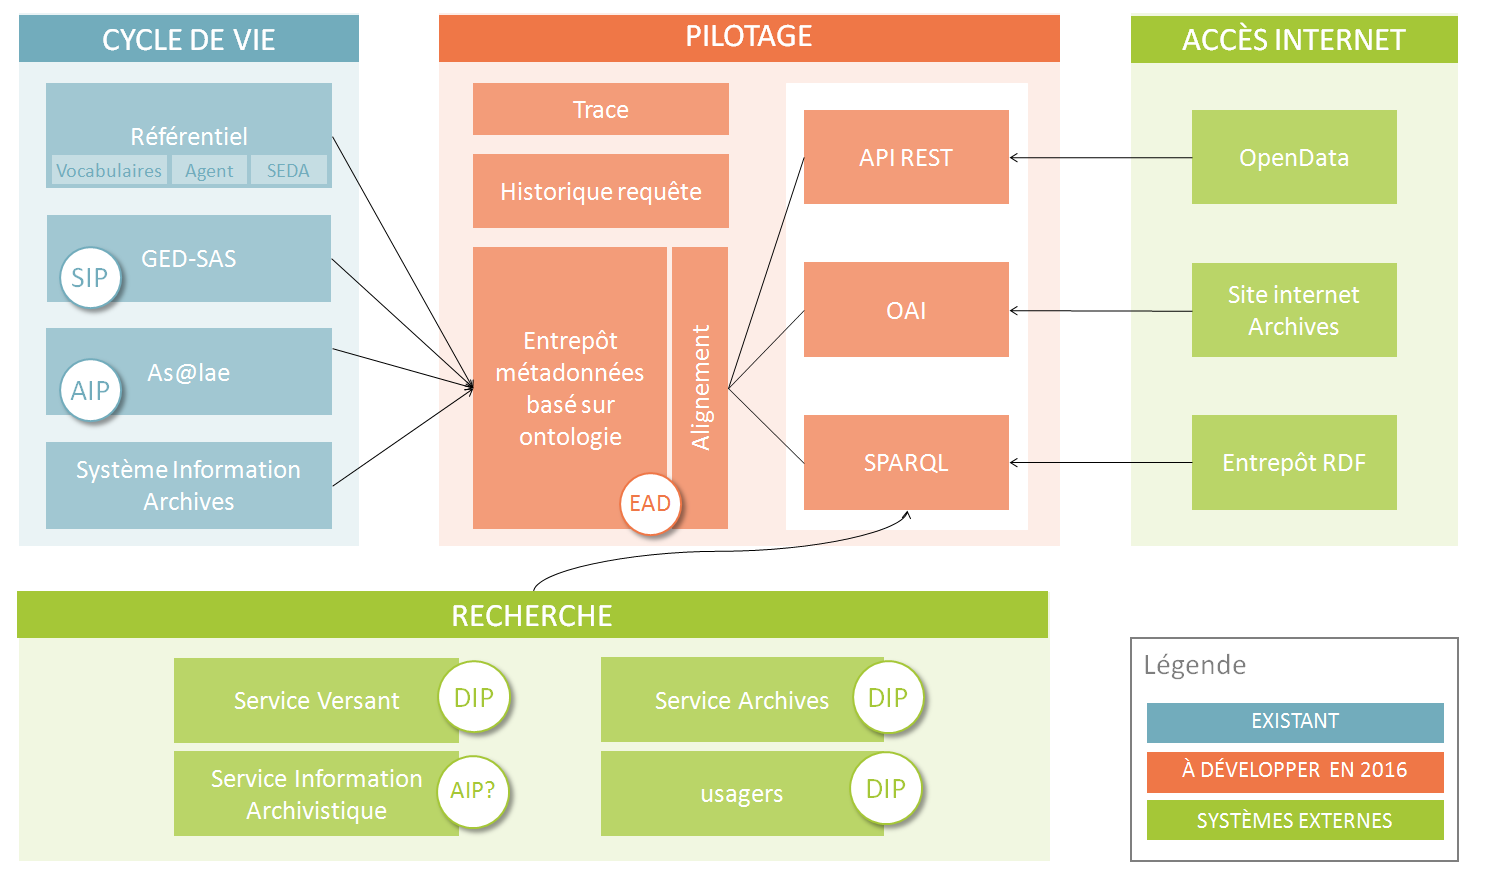 CYCLE DE VIE
Référentiel
Vocabulaires
Agent
SEDA
GED-SAS
SIP
As@lae
AIP
Système Information
Archives
PILOTAGE
Trace
Historique requête
Entrepôt
métadonnées
basé sur
ontologie
Alignement
EAD
API REST
OAI
SPARQL
ACCÈS INTERNET
OpenData
Site internet
Archives
Entrepôt RDF
RECHERCHE
Service Versant
DIP
Service Archives
DIP
Service Information
Archivistique
AIP?
usagers
DIP
Légende
EXISTANT
À DÉVELOPPER EN 2016
SYSTÈMES EXTERNES